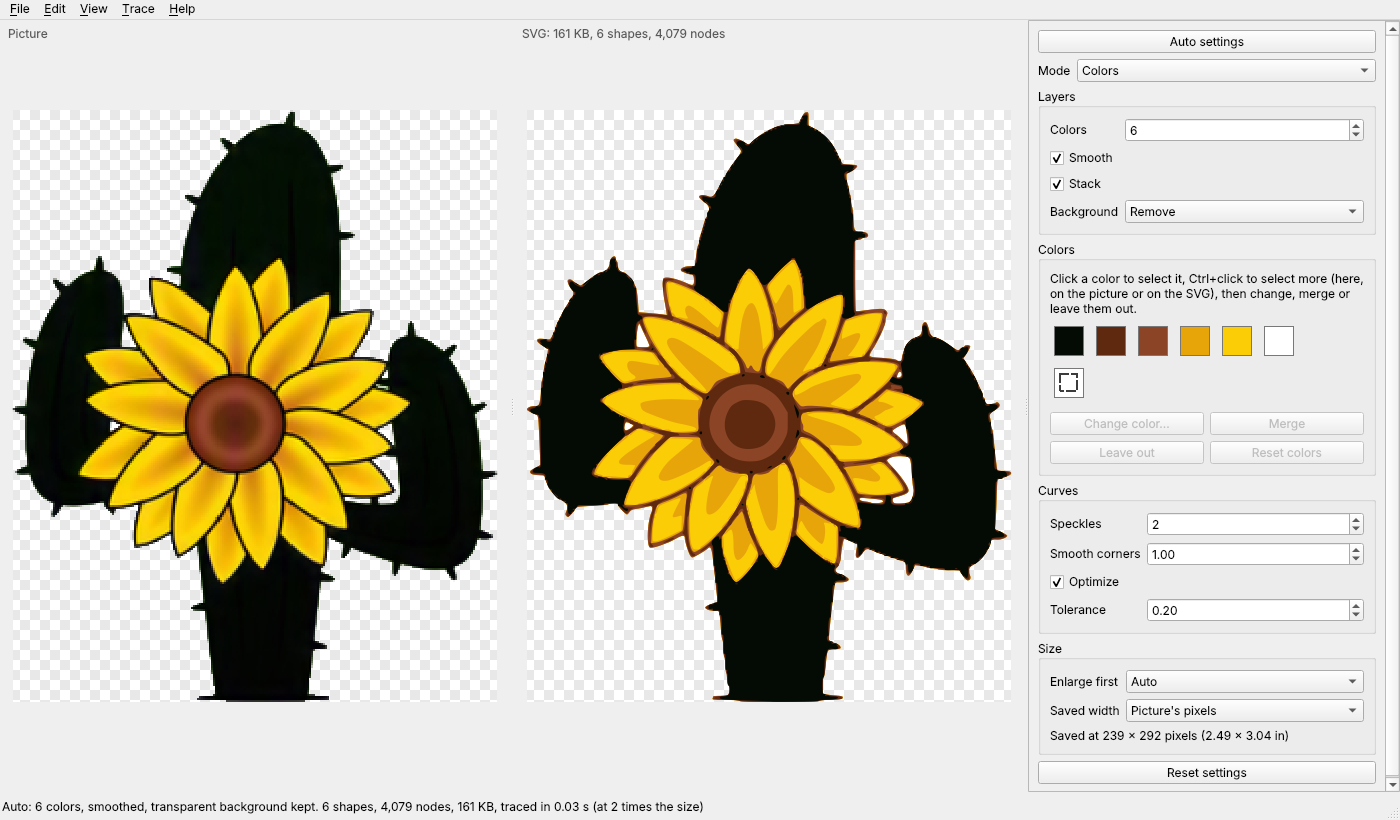 File Edit View Trace Help
Picture
SVG: 161 KB, 6 shapes, 4,079 nodes
Auto settings
Mode Colors
Layers
Colors 6
Smooth
Stack
Background Remove
Colors
Click a color to select it, Ctrl+click to select more (here,
on the picture or on the SVG), then change, merge or
leave them out.
Change color... Merge
Leave out Reset colors
Curves
Speckles 2
Smooth corners 1.00
Optimize
Tolerance 0.20
Size
Enlarge first Auto
Saved width Picture's pixels
Saved at 239 × 292 pixels (2.49 × 3.04 in)
Reset settings
Auto: 6 colors, smoothed, transparent background kept. 6 shapes, 4,079 nodes, 161 KB, traced in 0.03 s (at 2 times the size)